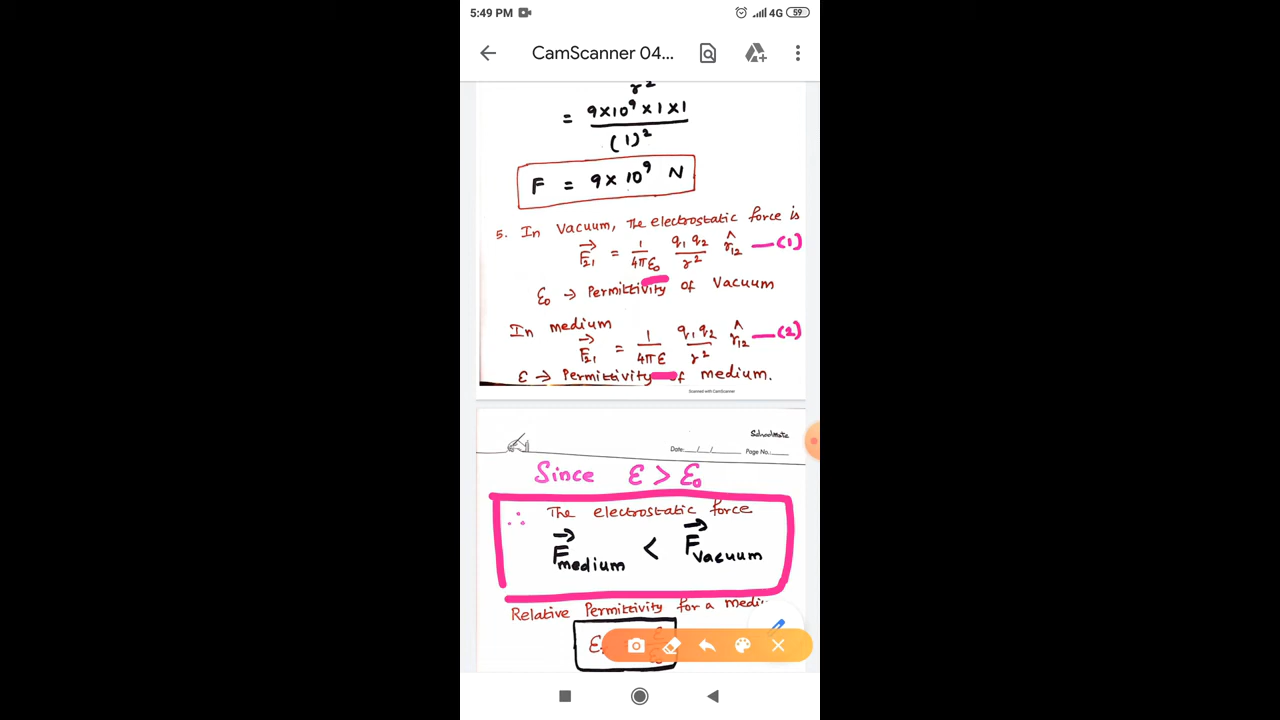 5:49 PM 4G 59
CamScanner 04...
r²
= 9×10⁹ ×1×1
(1)²
F = 9×10⁹ N
5. In Vacuum, The electrostatic force is
F₂₁ = 1/4πε₀ q₁q₂/r² r̂₁₂ —(1)
ε₀ → Permittivity of Vacuum
In medium
F₂₁ = 1/4πε q₁q₂/r² r̂₁₂ —(2)
ε → Permittivity of medium.
Scanned with CamScanner
Schoolmate
Date: / / Page No.:
Since ε > ε₀
∴ The electrostatic force
F medium < F Vacuum
Relative Permittivity for a